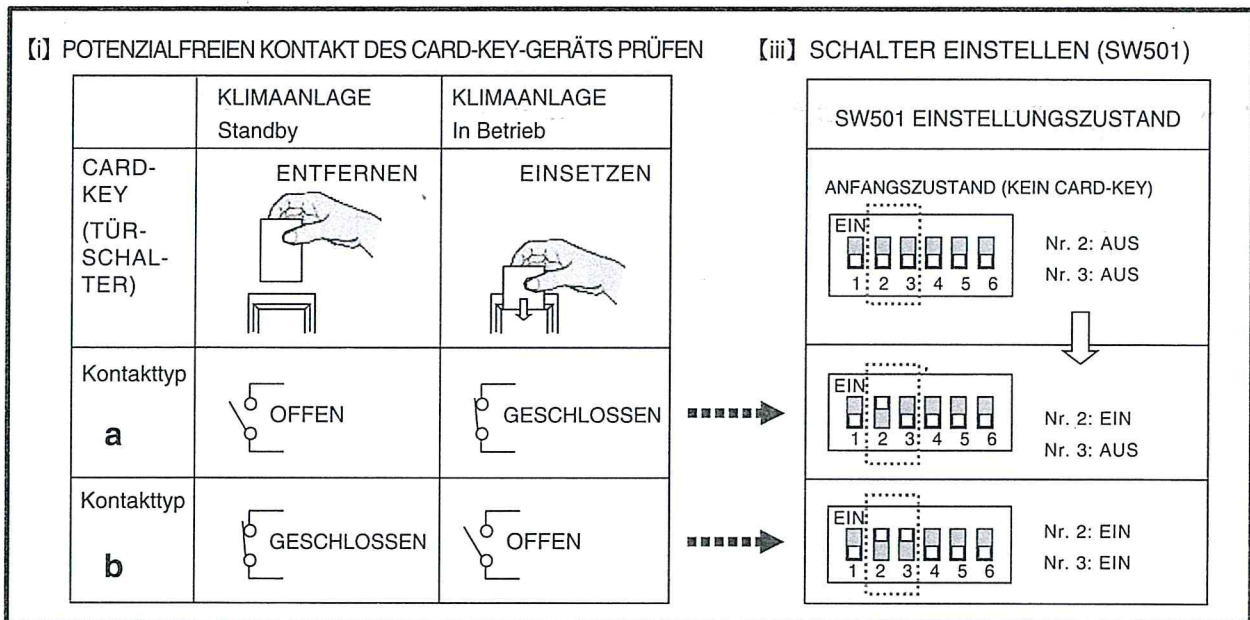 【i】 POTENZIALFREIEN KONTAKT DES CARD-KEY-GERÄTS PRÜFEN
KLIMAANLAGE
Standby
KLIMAANLAGE
In Betrieb
CARD-
KEY
(TÜR-
SCHAL-
TER)
ENTFERNEN
EINSETZEN
Kontakttyp
a
OFFEN
GESCHLOSSEN
Kontakttyp
b
GESCHLOSSEN
OFFEN
【iii】 SCHALTER EINSTELLEN (SW501)
SW501 EINSTELLUNGSZUSTAND
ANFANGSZUSTAND (KEIN CARD-KEY)
EIN
1 2 3 4 5 6
Nr. 2: AUS
Nr. 3: AUS
EIN
1 2 3 4 5 6
Nr. 2: EIN
Nr. 3: AUS
EIN
1 2 3 4 5 6
Nr. 2: EIN
Nr. 3: EIN